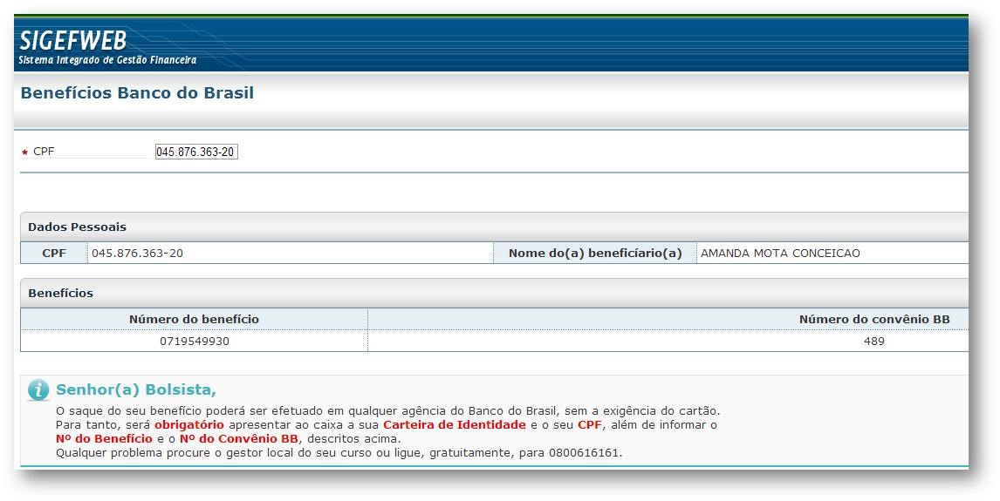 SIGEFWEB
Sistema Integrado de Gestão Financeira
Benefícios Banco do Brasil
* CPF 045.876.363-20
Dados Pessoais
CPF 045.876.363-20 Nome do(a) beneficíario(a) AMANDA MOTA CONCEICAO
Benefícios
Número do benefício Número do convênio BB
0719549930 489
Senhor(a) Bolsista,
O saque do seu benefício poderá ser efetuado em qualquer agência do Banco do Brasil, sem a exigência do cartão.
Para tanto, será obrigatório apresentar ao caixa a sua Carteira de Identidade e o seu CPF, além de informar o
Nº do Benefício e o Nº do Convênio BB, descritos acima.
Qualquer problema procure o gestor local do seu curso ou ligue, gratuitamente, para 0800616161.